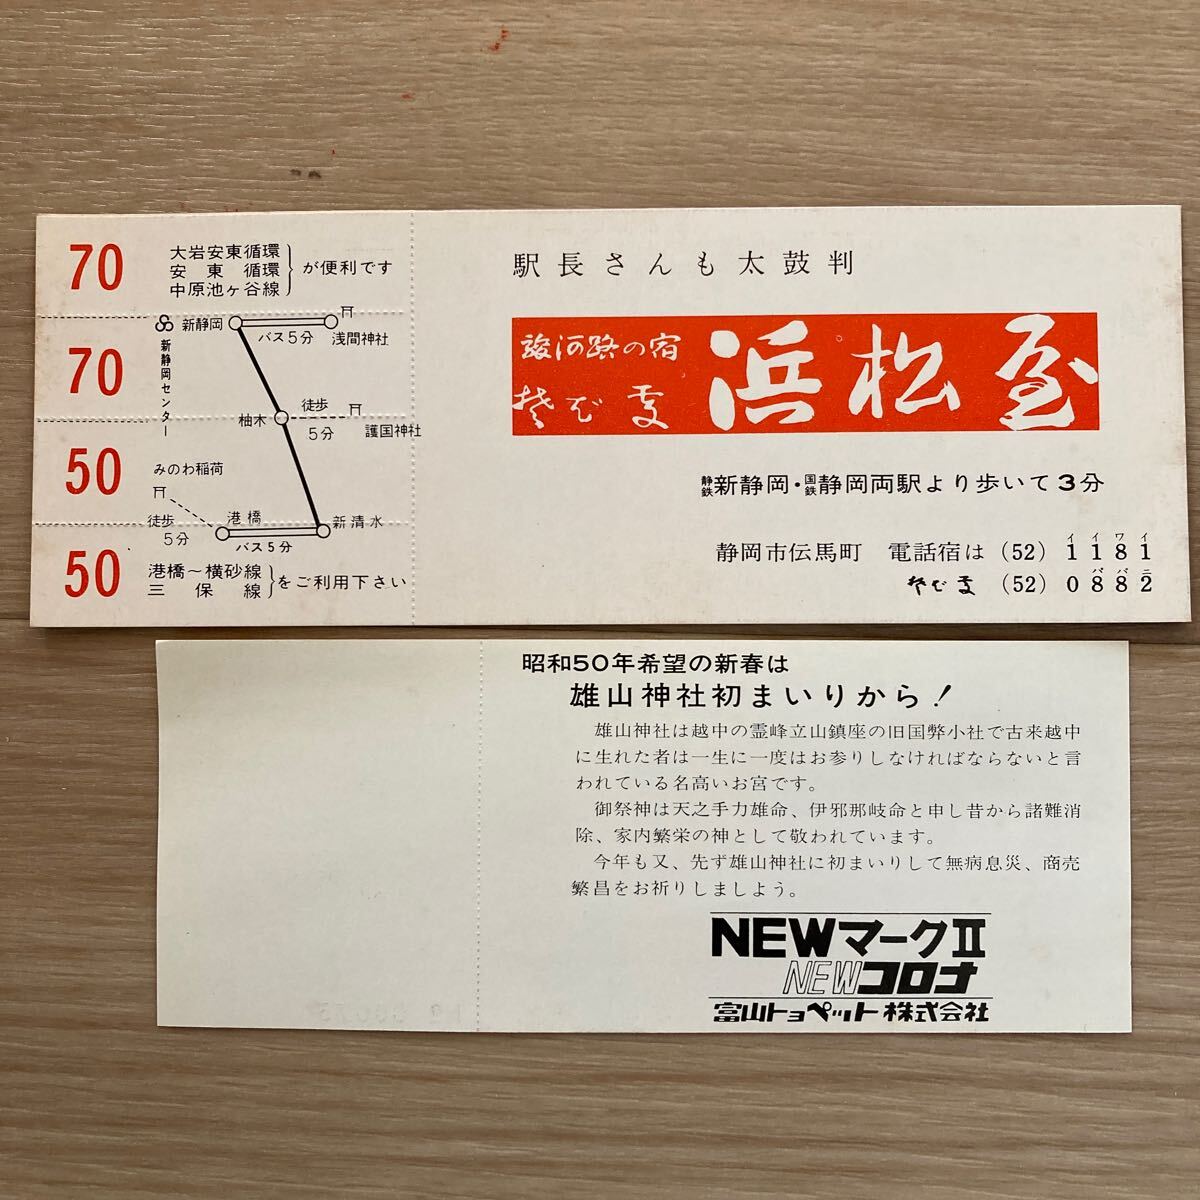 70
大岩安東循環
安東循環
中原池ヶ谷線
が便利です
70
新静岡センター
新静岡
バス5分
浅間神社
柚木
徒歩
5分
護国神社
50
みのわ稲荷
徒歩
5分
港橋
バス5分
新清水
50
港橋〜横砂線
三保線
をご利用下さい
駅長さんも太鼓判
駿河路の宿
そば処
浜松屋
静鉄新静岡・国鉄静岡両駅より歩いて3分
イイワイ
静岡市伝馬町 電話宿は (52) 1181
ババニ
そば処 (52) 0882
昭和50年希望の新春は
雄山神社初まいりから!
雄山神社は越中の霊峰立山鎮座の旧国弊小社で古来越中
に生れた者は一生に一度はお参りしなければならないと言
われている名高いお宮です。
御祭神は天之手力雄命、伊邪那岐命と申し昔から諸難消
除、家内繁栄の神として敬われています。
今年も又、先ず雄山神社に初まいりして無病息災、商売
繁昌をお祈りしましょう。
NEWマークII
NEWコロナ
富山トヨペット株式会社